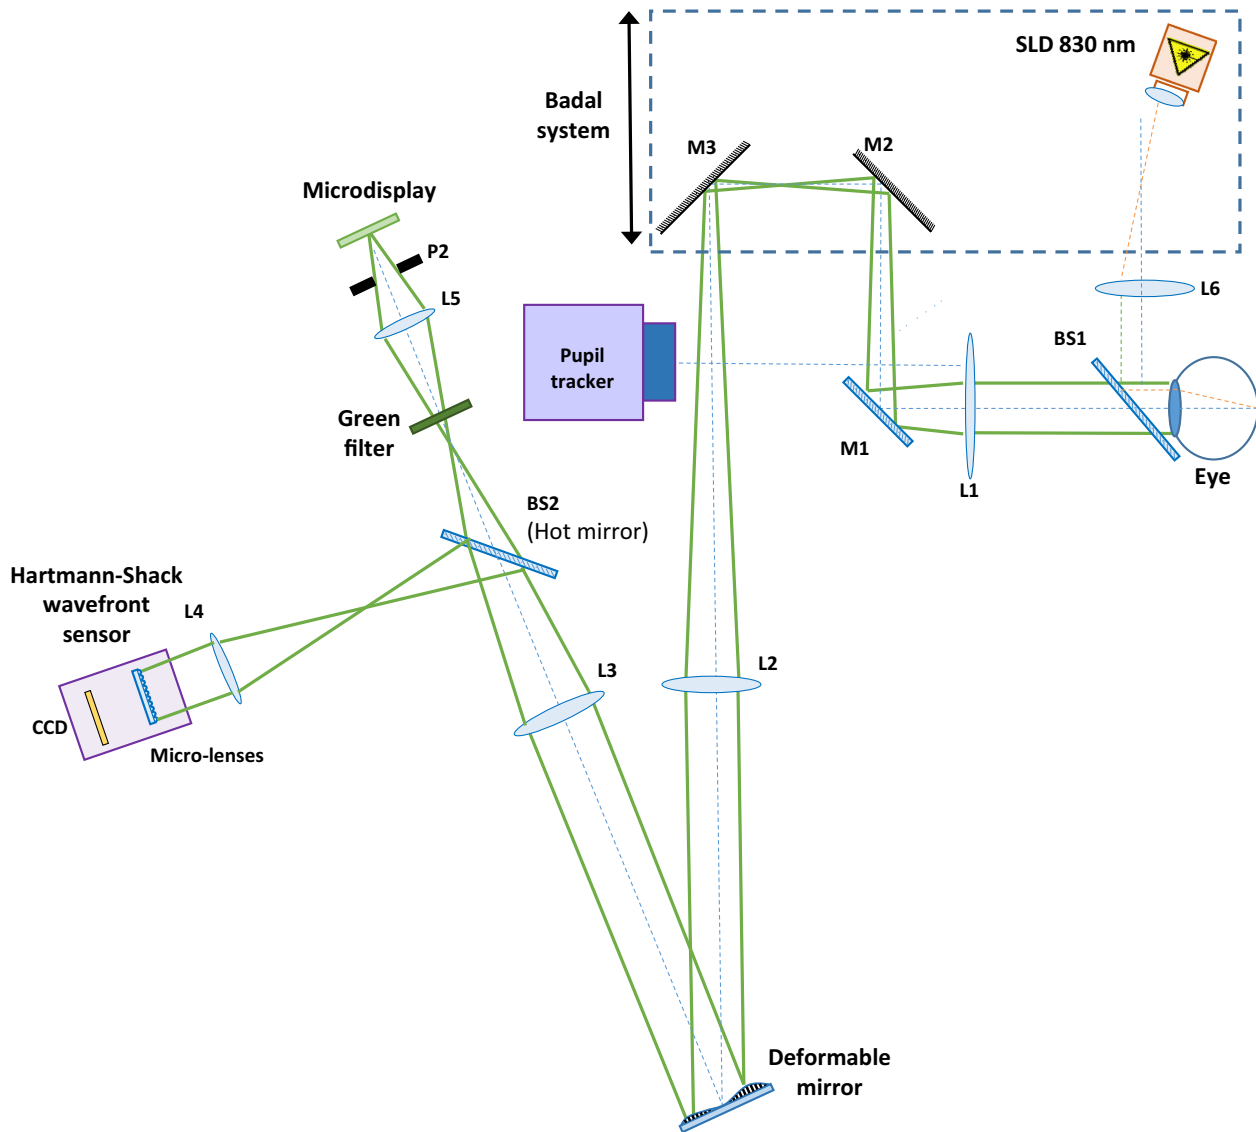 SLD 830 nm
Badal
system
M3
M2
Microdisplay
P2
L5
L6
BS1
Pupil
tracker
Green
filter
M1
L1
Eye
BS2
(Hot mirror)
Hartmann-Shack
wavefront
sensor
L4
L3
L2
CCD
Micro-lenses
Deformable
mirror